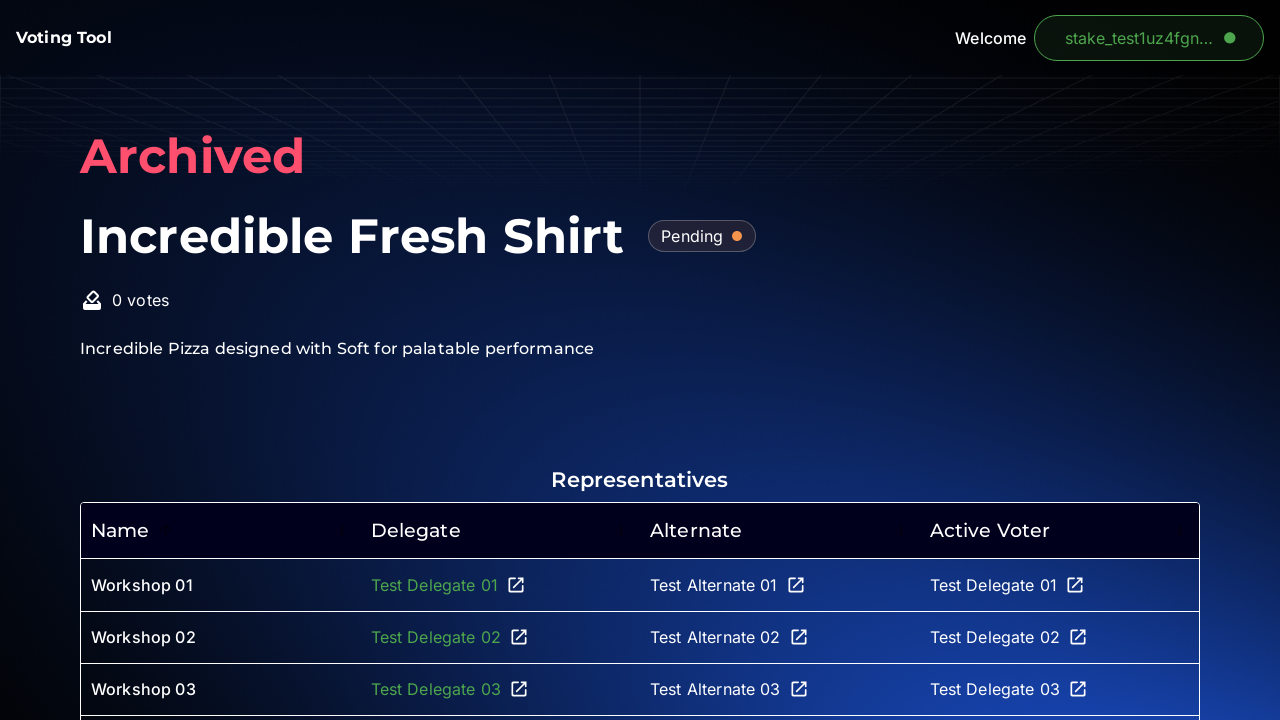 Voting Tool
Welcome
stake_test1uz4fgn...
Archived
Incredible Fresh Shirt
Pending
0 votes
Incredible Pizza designed with Soft for palatable performance
Representatives
Name Delegate Alternate Active Voter
Workshop 01 Test Delegate 01 Test Alternate 01 Test Delegate 01
Workshop 02 Test Delegate 02 Test Alternate 02 Test Delegate 02
Workshop 03 Test Delegate 03 Test Alternate 03 Test Delegate 03